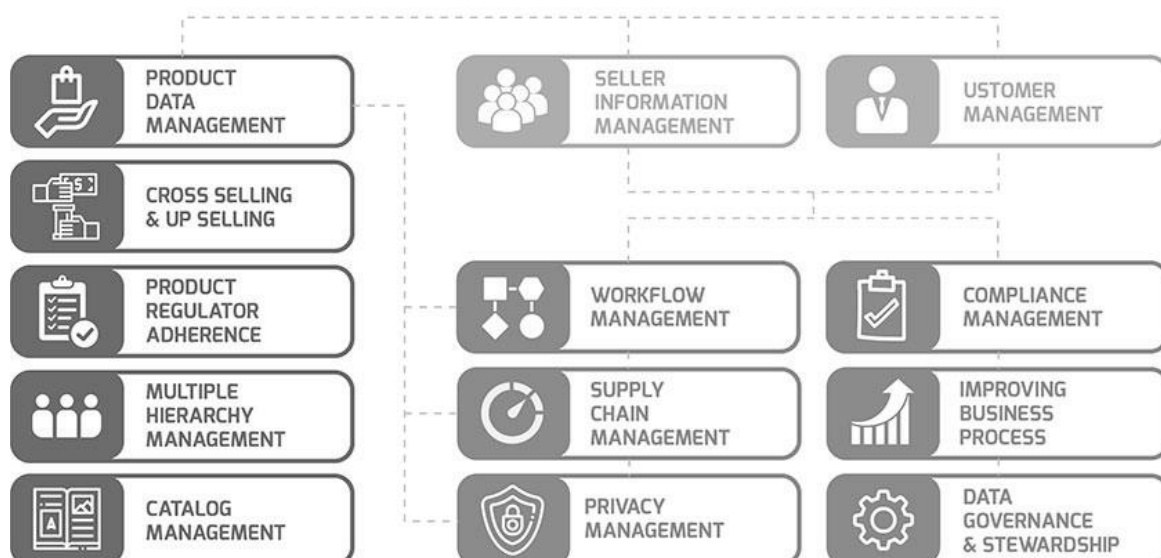 PRODUCT
DATA
MANAGEMENT
CROSS SELLING
& UP SELLING
PRODUCT
REGULATOR
ADHERENCE
MULTIPLE
HIERARCHY
MANAGEMENT
A
CATALOG
MANAGEMENT
SELLER
INFORMATION
MANAGEMENT
USTOMER
MANAGEMENT
WORKFLOW
MANAGEMENT
COMPLIANCE
MANAGEMENT
SUPPLY
CHAIN
MANAGEMENT
IMPROVING
BUSINESS
PROCESS
PRIVACY
MANAGEMENT
DATA
GOVERNANCE
& STEWARDSHIP